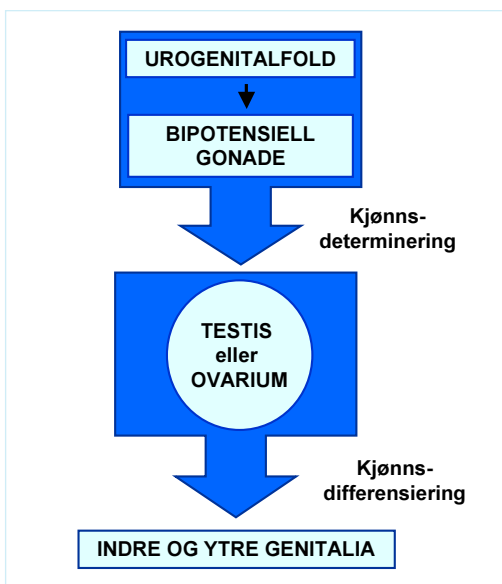 UROGENITALFOLD
BIPOTENSIELL
GONADE
Kjønns-
determinering
TESTIS
eller
OVARIUM
Kjønns-
differensiering
INDRE OG YTRE GENITALIA